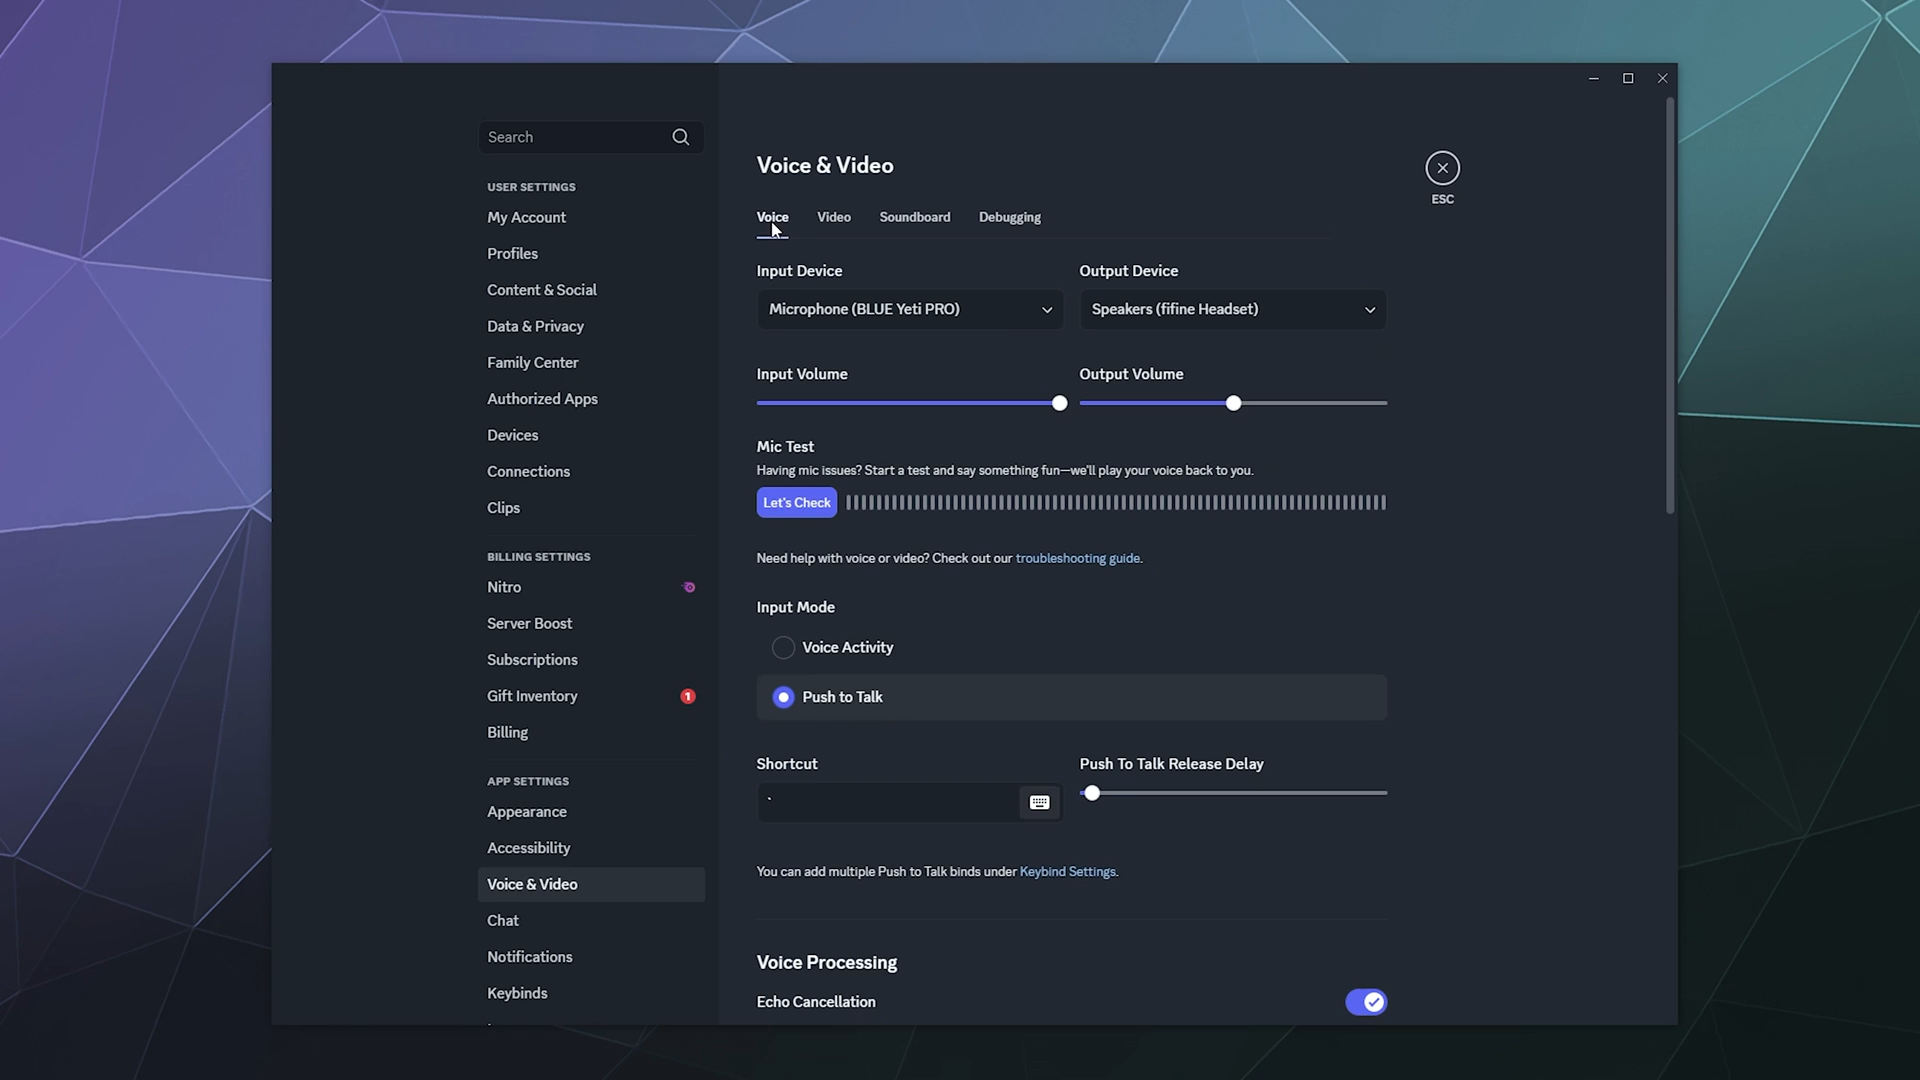 Search
USER SETTINGS
My Account
Profiles
Content & Social
Data & Privacy
Family Center
Authorized Apps
Devices
Connections
Clips
BILLING SETTINGS
Nitro
Server Boost
Subscriptions
Gift Inventory 1
Billing
APP SETTINGS
Appearance
Accessibility
Voice & Video
Chat
Notifications
Keybinds
Voice & Video
ESC
Voice Video Soundboard Debugging
Input Device Output Device
Microphone (BLUE Yeti PRO) Speakers (fifine Headset)
Input Volume Output Volume
Mic Test
Having mic issues? Start a test and say something fun—we'll play your voice back to you.
Let's Check
Need help with voice or video? Check out our troubleshooting guide.
Input Mode
Voice Activity
Push to Talk
Shortcut Push To Talk Release Delay
`
You can add multiple Push to Talk binds under Keybind Settings.
Voice Processing
Echo Cancellation